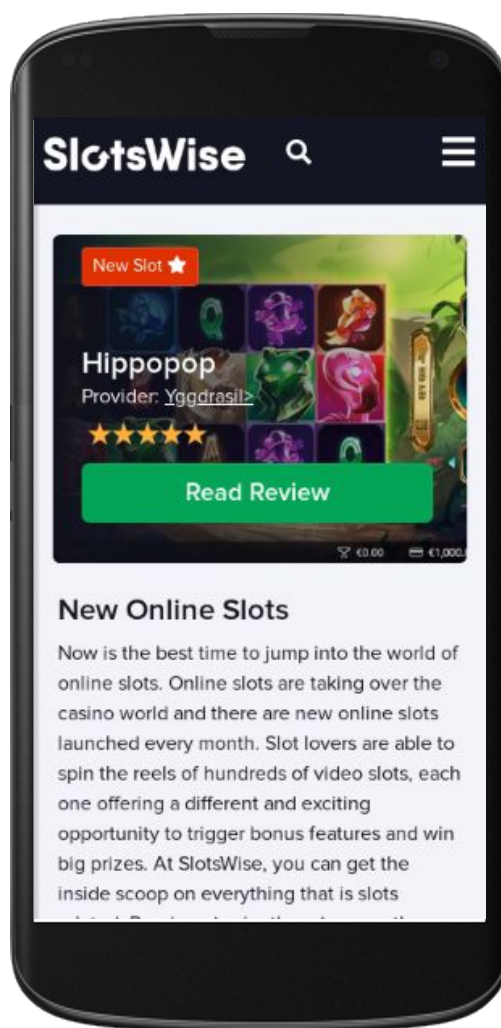 SlotsWise
New Slot
Hippopop
Provider: Yggdrasil>
Read Review
€0.00 €1,000.
New Online Slots
Now is the best time to jump into the world of
online slots. Online slots are taking over the
casino world and there are new online slots
launched every month. Slot lovers are able to
spin the reels of hundreds of video slots, each
one offering a different and exciting
opportunity to trigger bonus features and win
big prizes. At SlotsWise, you can get the
inside scoop on everything that is slots